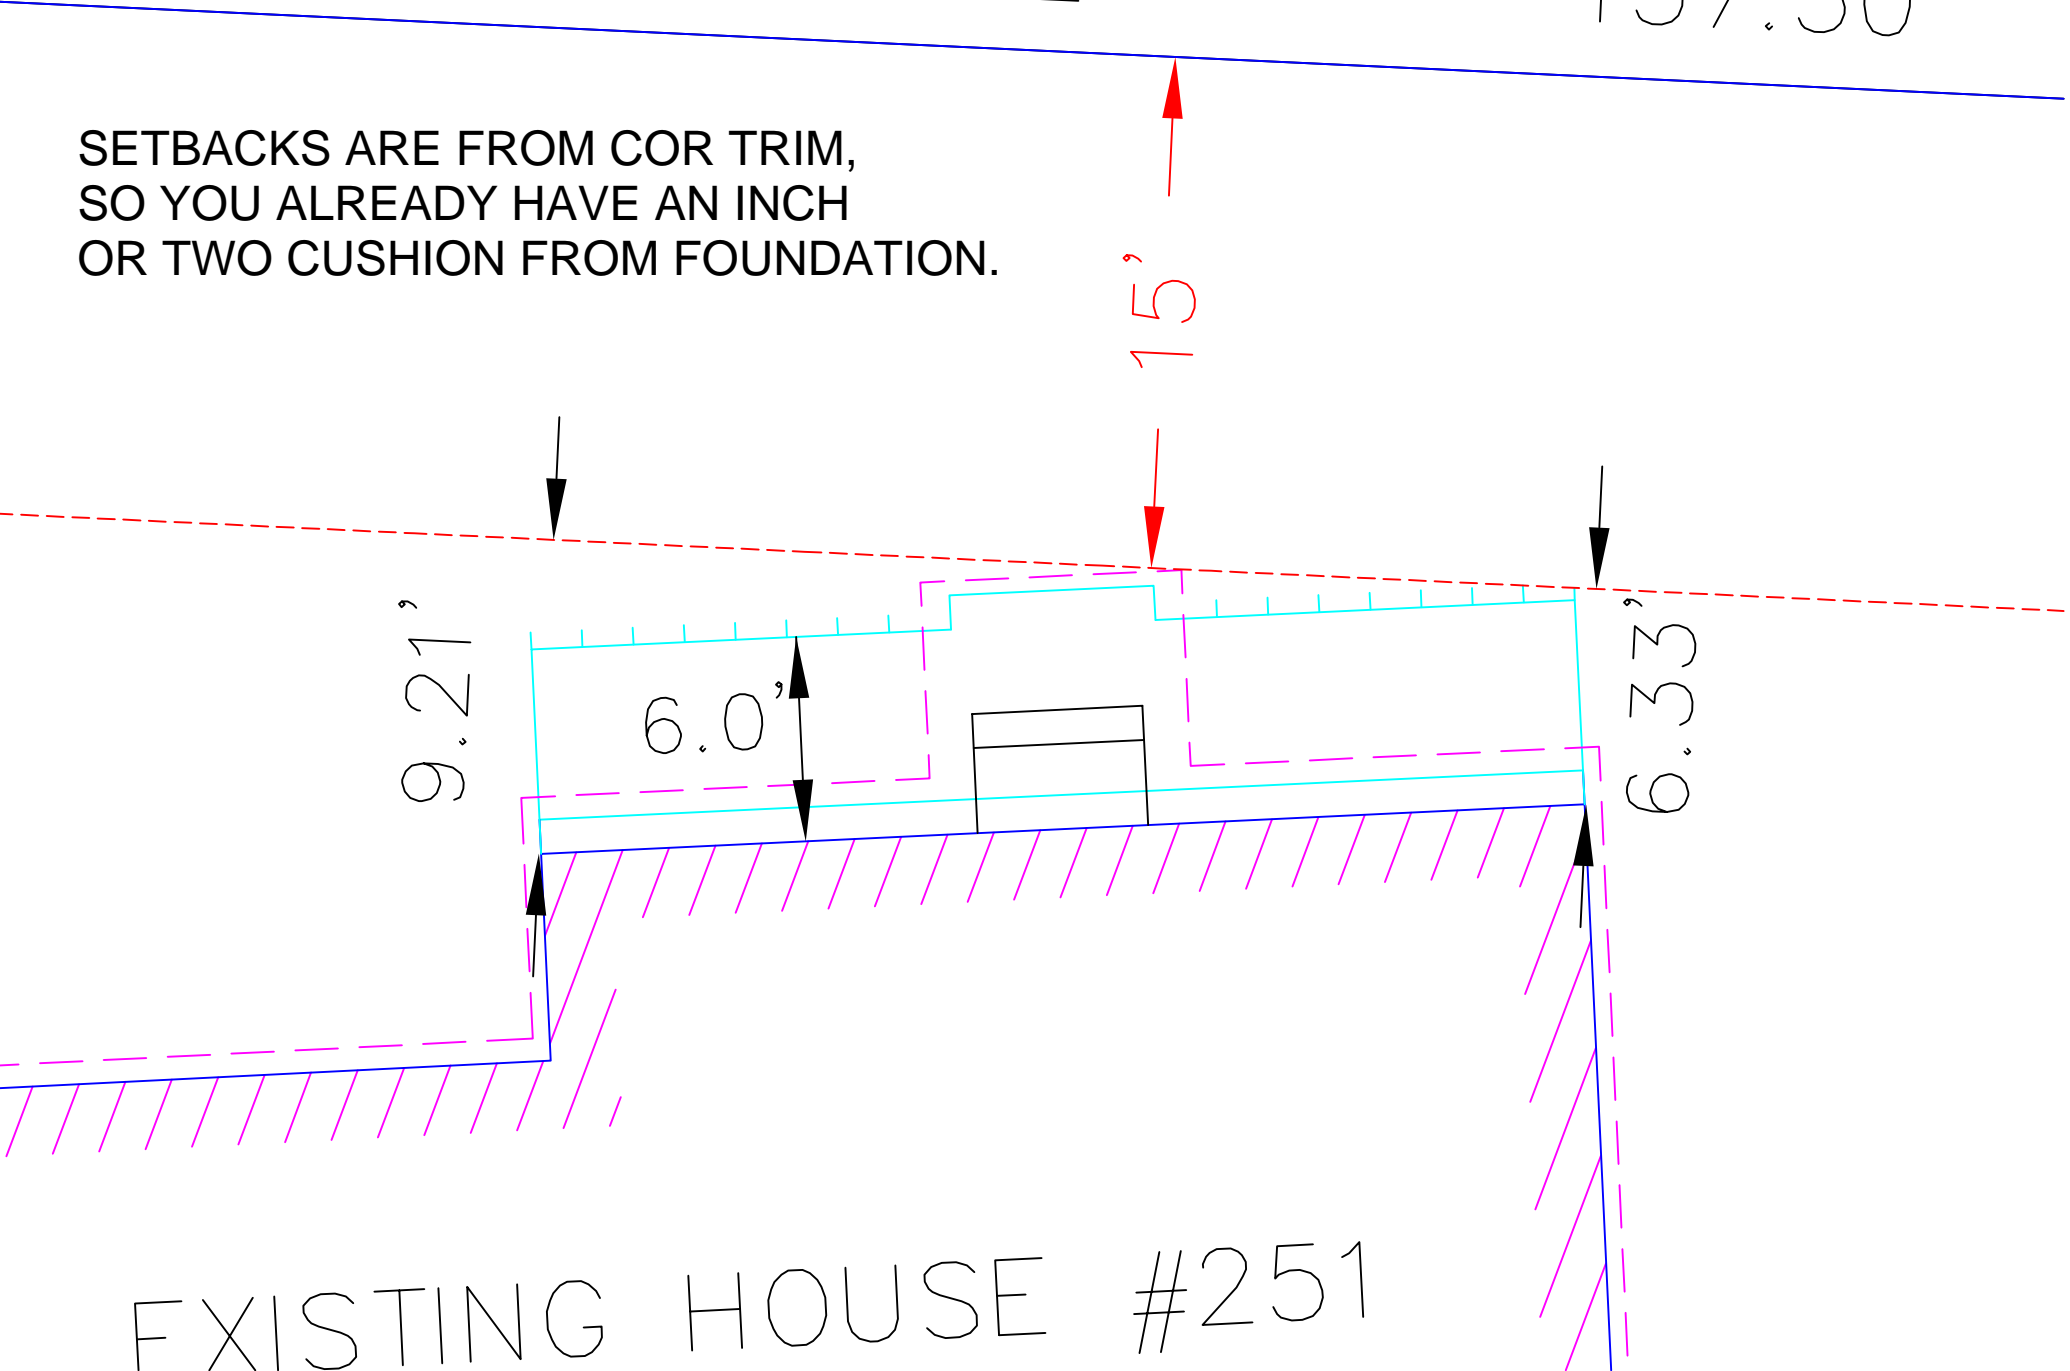 SETBACKS ARE FROM COR TRIM,
SO YOU ALREADY HAVE AN INCH
OR TWO CUSHION FROM FOUNDATION.
15'
9.21'
6.0'
6.33'
EXISTING HOUSE #251